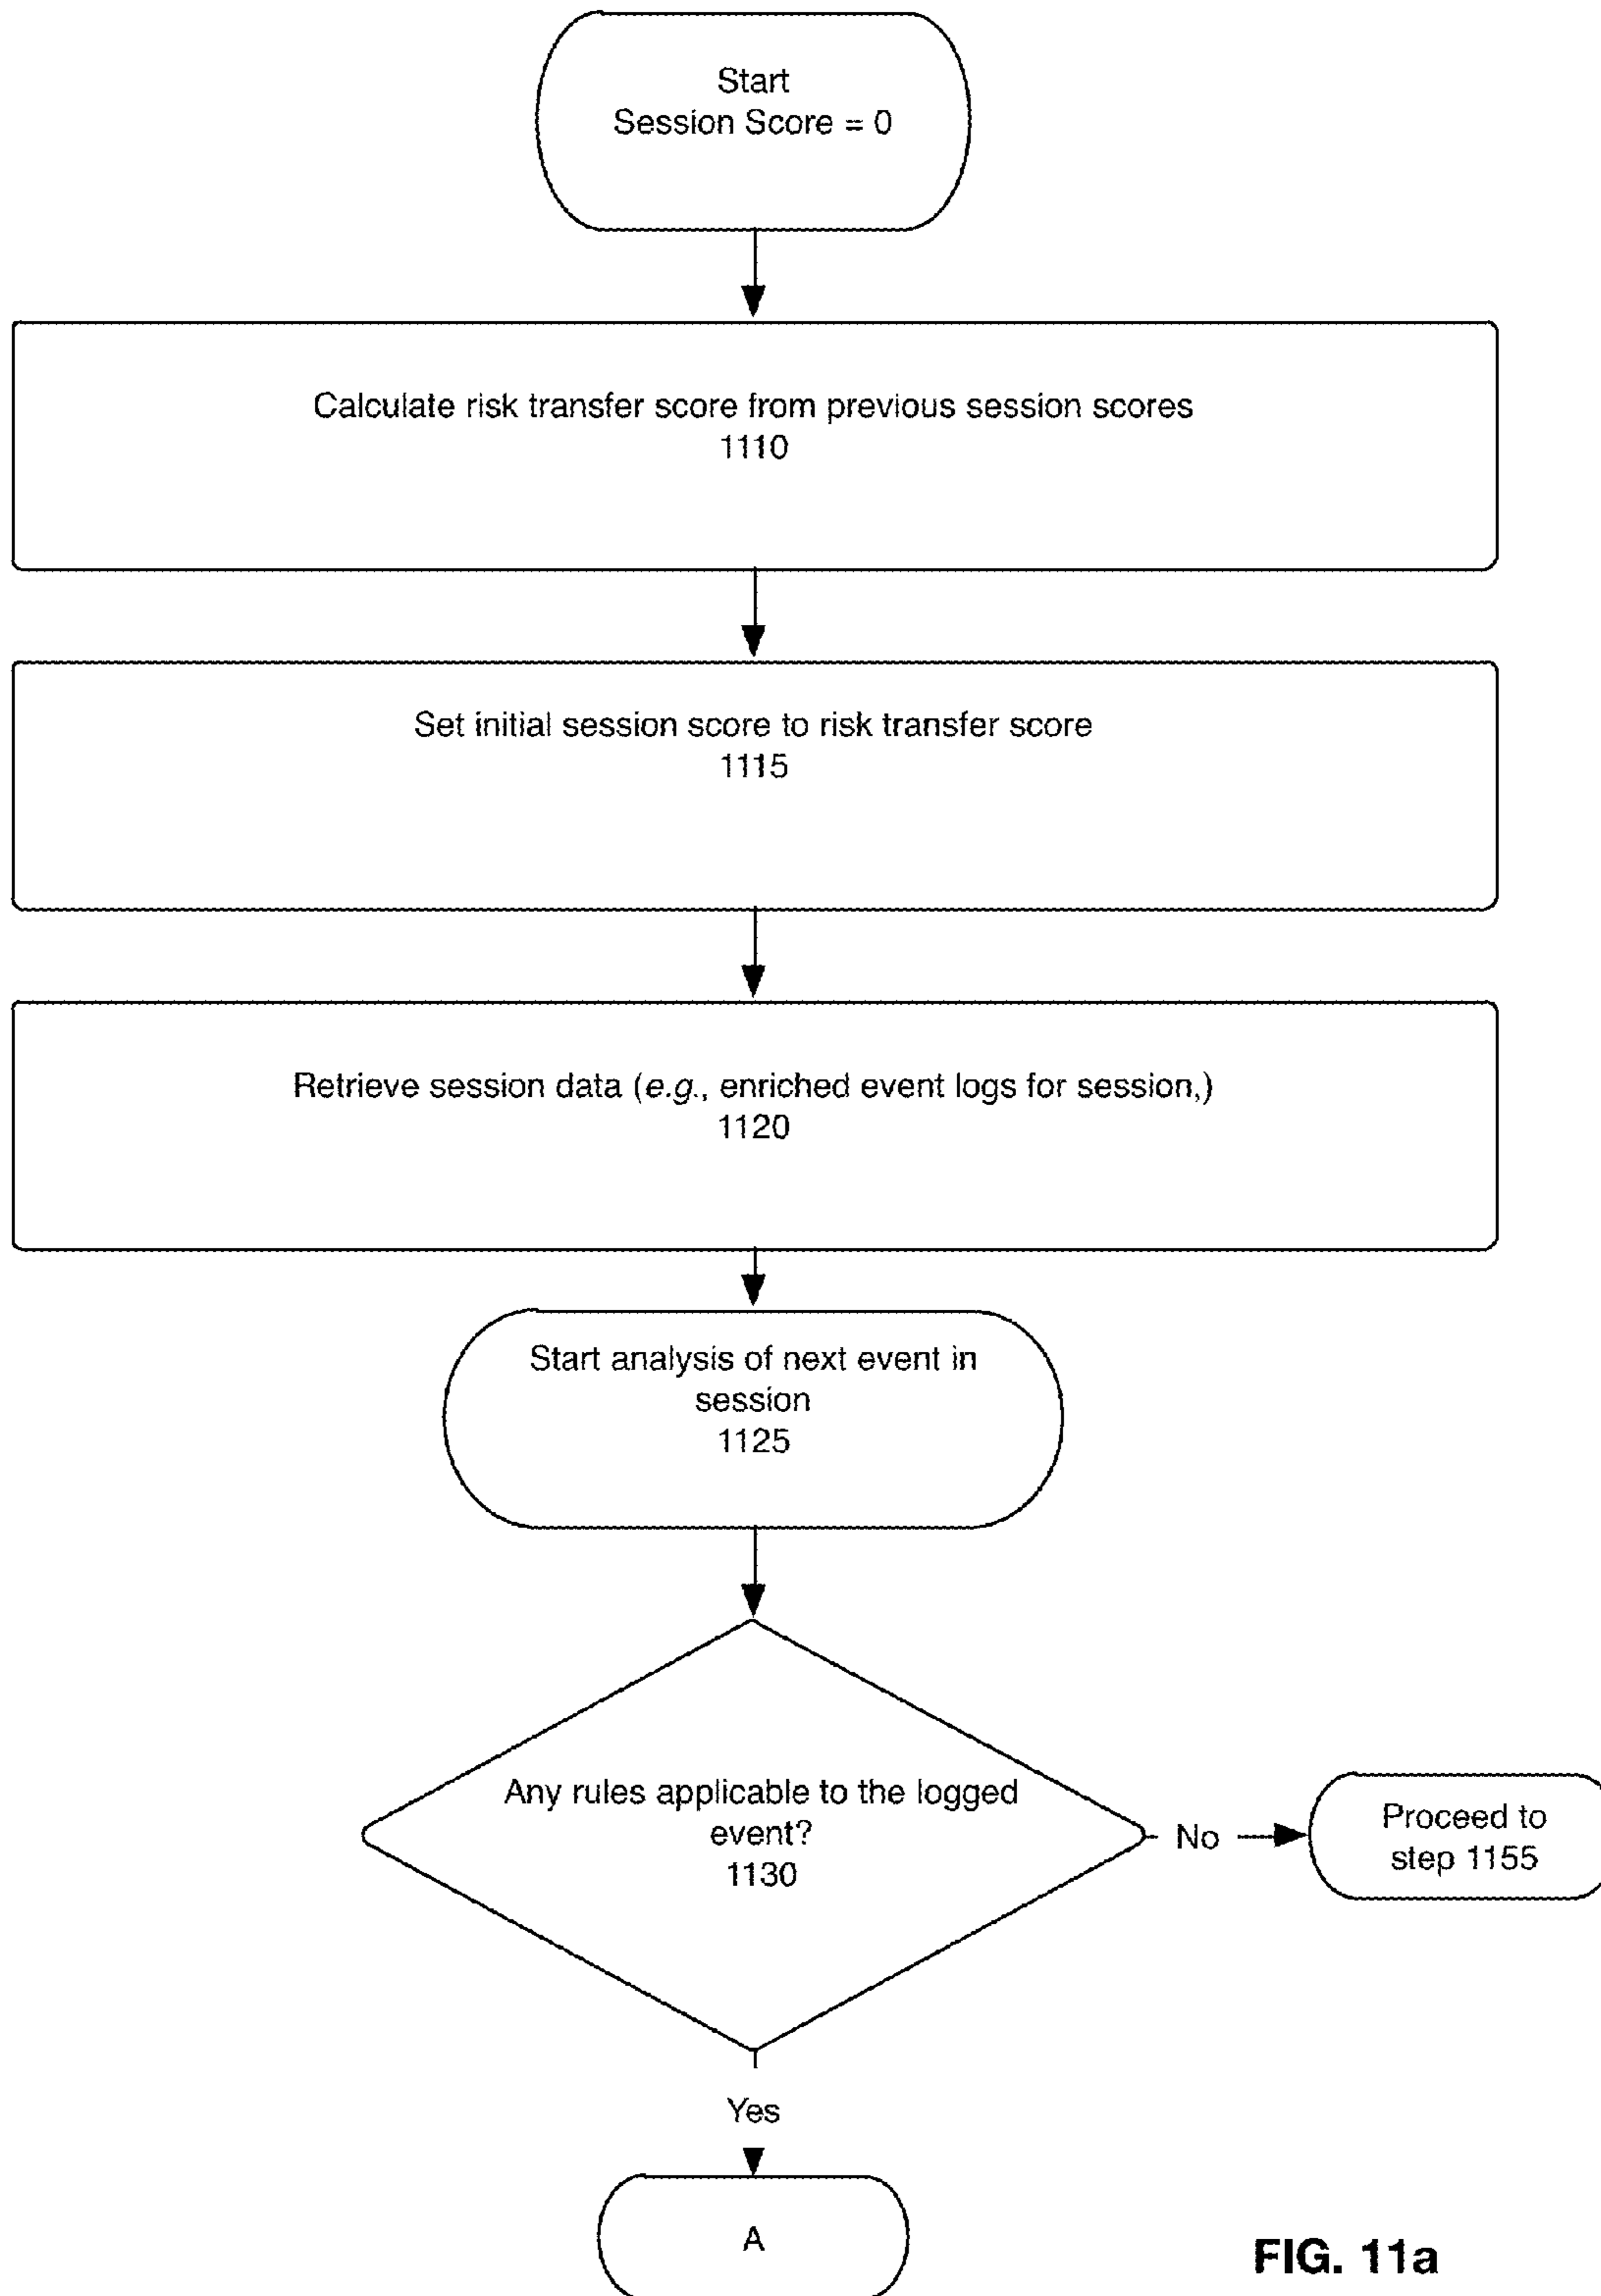 Start
Session Score = 0
Calculate risk transfer score from previous session scores
1110
Set initial session score to risk transfer score
1115
Retrieve session data (e.g., enriched event logs for session,)
1120
Start analysis of next event in
session
1125
Any rules applicable to the logged
event?
1130
No
Proceed to
step 1155
Yes
A
FIG. 11a